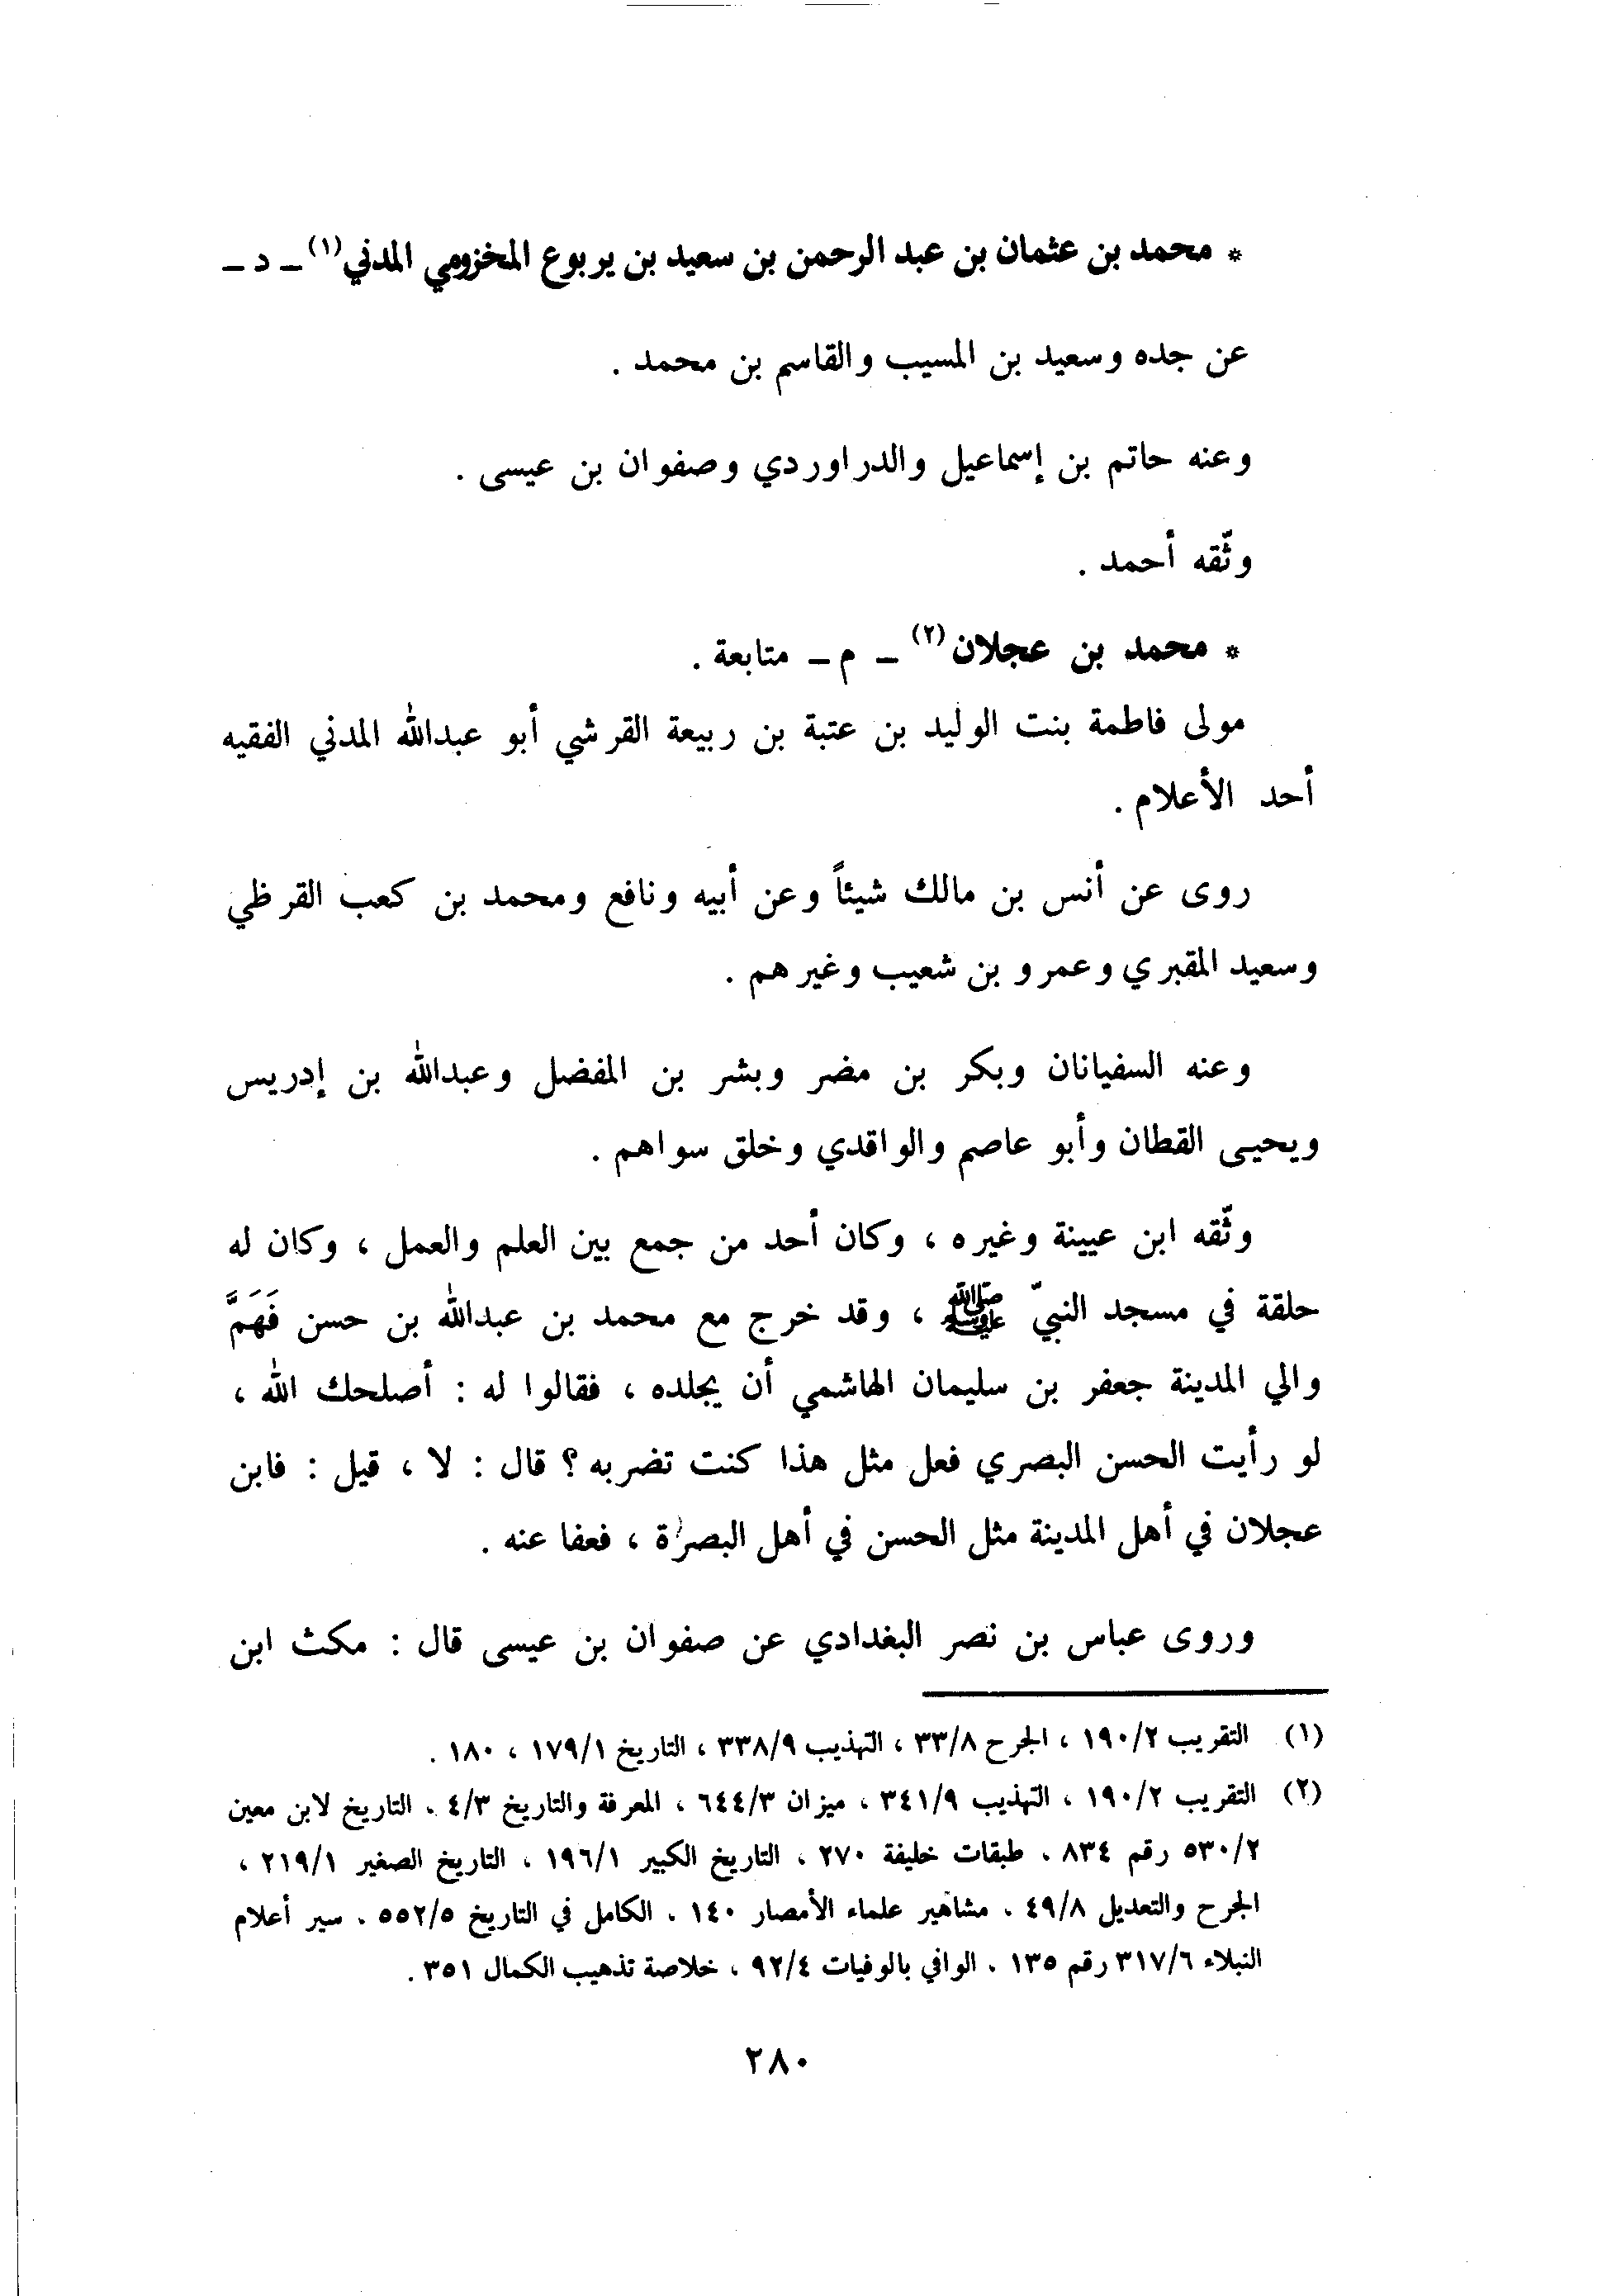 * محمد بن عثمان بن عبد الرحمن بن سعيد بن يربوع المخزومي المدني(١) ــ د ــ
عن جده وسعيد بن المسيب والقاسم بن محمد .
وعنه حاتم بن إسماعيل والدراوردي وصفوان بن عيسى .
وثّقه أحمد .
* محمد بن عجلان(٢) ــ م ــ متابعة .
مولى فاطمة بنت الوليد بن عتبة بن ربيعة القرشي أبو عبدالله المدني الفقيه
أحد الأعلام .
روى عن أنس بن مالك شيئاً وعن أبيه ونافع ومحمد بن كعب القرظي
وسعيد المقبري وعمرو بن شعيب وغيرهم .
وعنه السفيانان وبكر بن مضر وبشر بن المفضل وعبدالله بن إدريس
ويحيى القطان وأبو عاصم والواقدي وخلق سواهم .
وثّقه ابن عيينة وغيره ، وكان أحد من جمع بين العلم والعمل ، وكان له
حلقة في مسجد النبيّ ﷺ ، وقد خرج مع محمد بن عبدالله بن حسن فَهَمَّ
والي المدينة جعفر بن سليمان الهاشمي أن يجلده ، فقالوا له : أصلحك الله ،
لو رأيت الحسن البصري فعل مثل هذا كنت تضربه ؟ قال : لا ، قيل : فابن
عجلان في أهل المدينة مثل الحسن في أهل البصرة ، فعفا عنه .
وروى عباس بن نصر البغدادي عن صفوان بن عيسى قال : مكث ابن
(١) التقريب ١٩٠/٢ ، الجرح ٣٣/٨ ، التهذيب ٣٣٨/٩ ، التاريخ ١٧٩/١ ، ١٨٠ .
(٢) التقريب ١٩٠/٢ ، التهذيب ٣٤١/٩ ، ميزان ٦٤٤/٣ ، المعرفة والتاريخ ٤/٣ . التاريخ لابن معين
٥٣٠/٢ رقم ٨٣٤ . طبقات خليفة ٢٧٠ ، التاريخ الكبير ١٩٦/١ ، التاريخ الصغير ٢١٩/١ ،
الجرح والتعديل ٤٩/٨ . مشاهير علماء الأمصار ١٤٠ . الكامل في التاريخ ٥٥٢/٥ . سير أعلام
النبلاء ٣١٧/٦ رقم ١٣٥ . الوافي بالوفيات ٩٢/٤ ، خلاصة تذهيب الكمال ٣٥١ .
٢٨٠